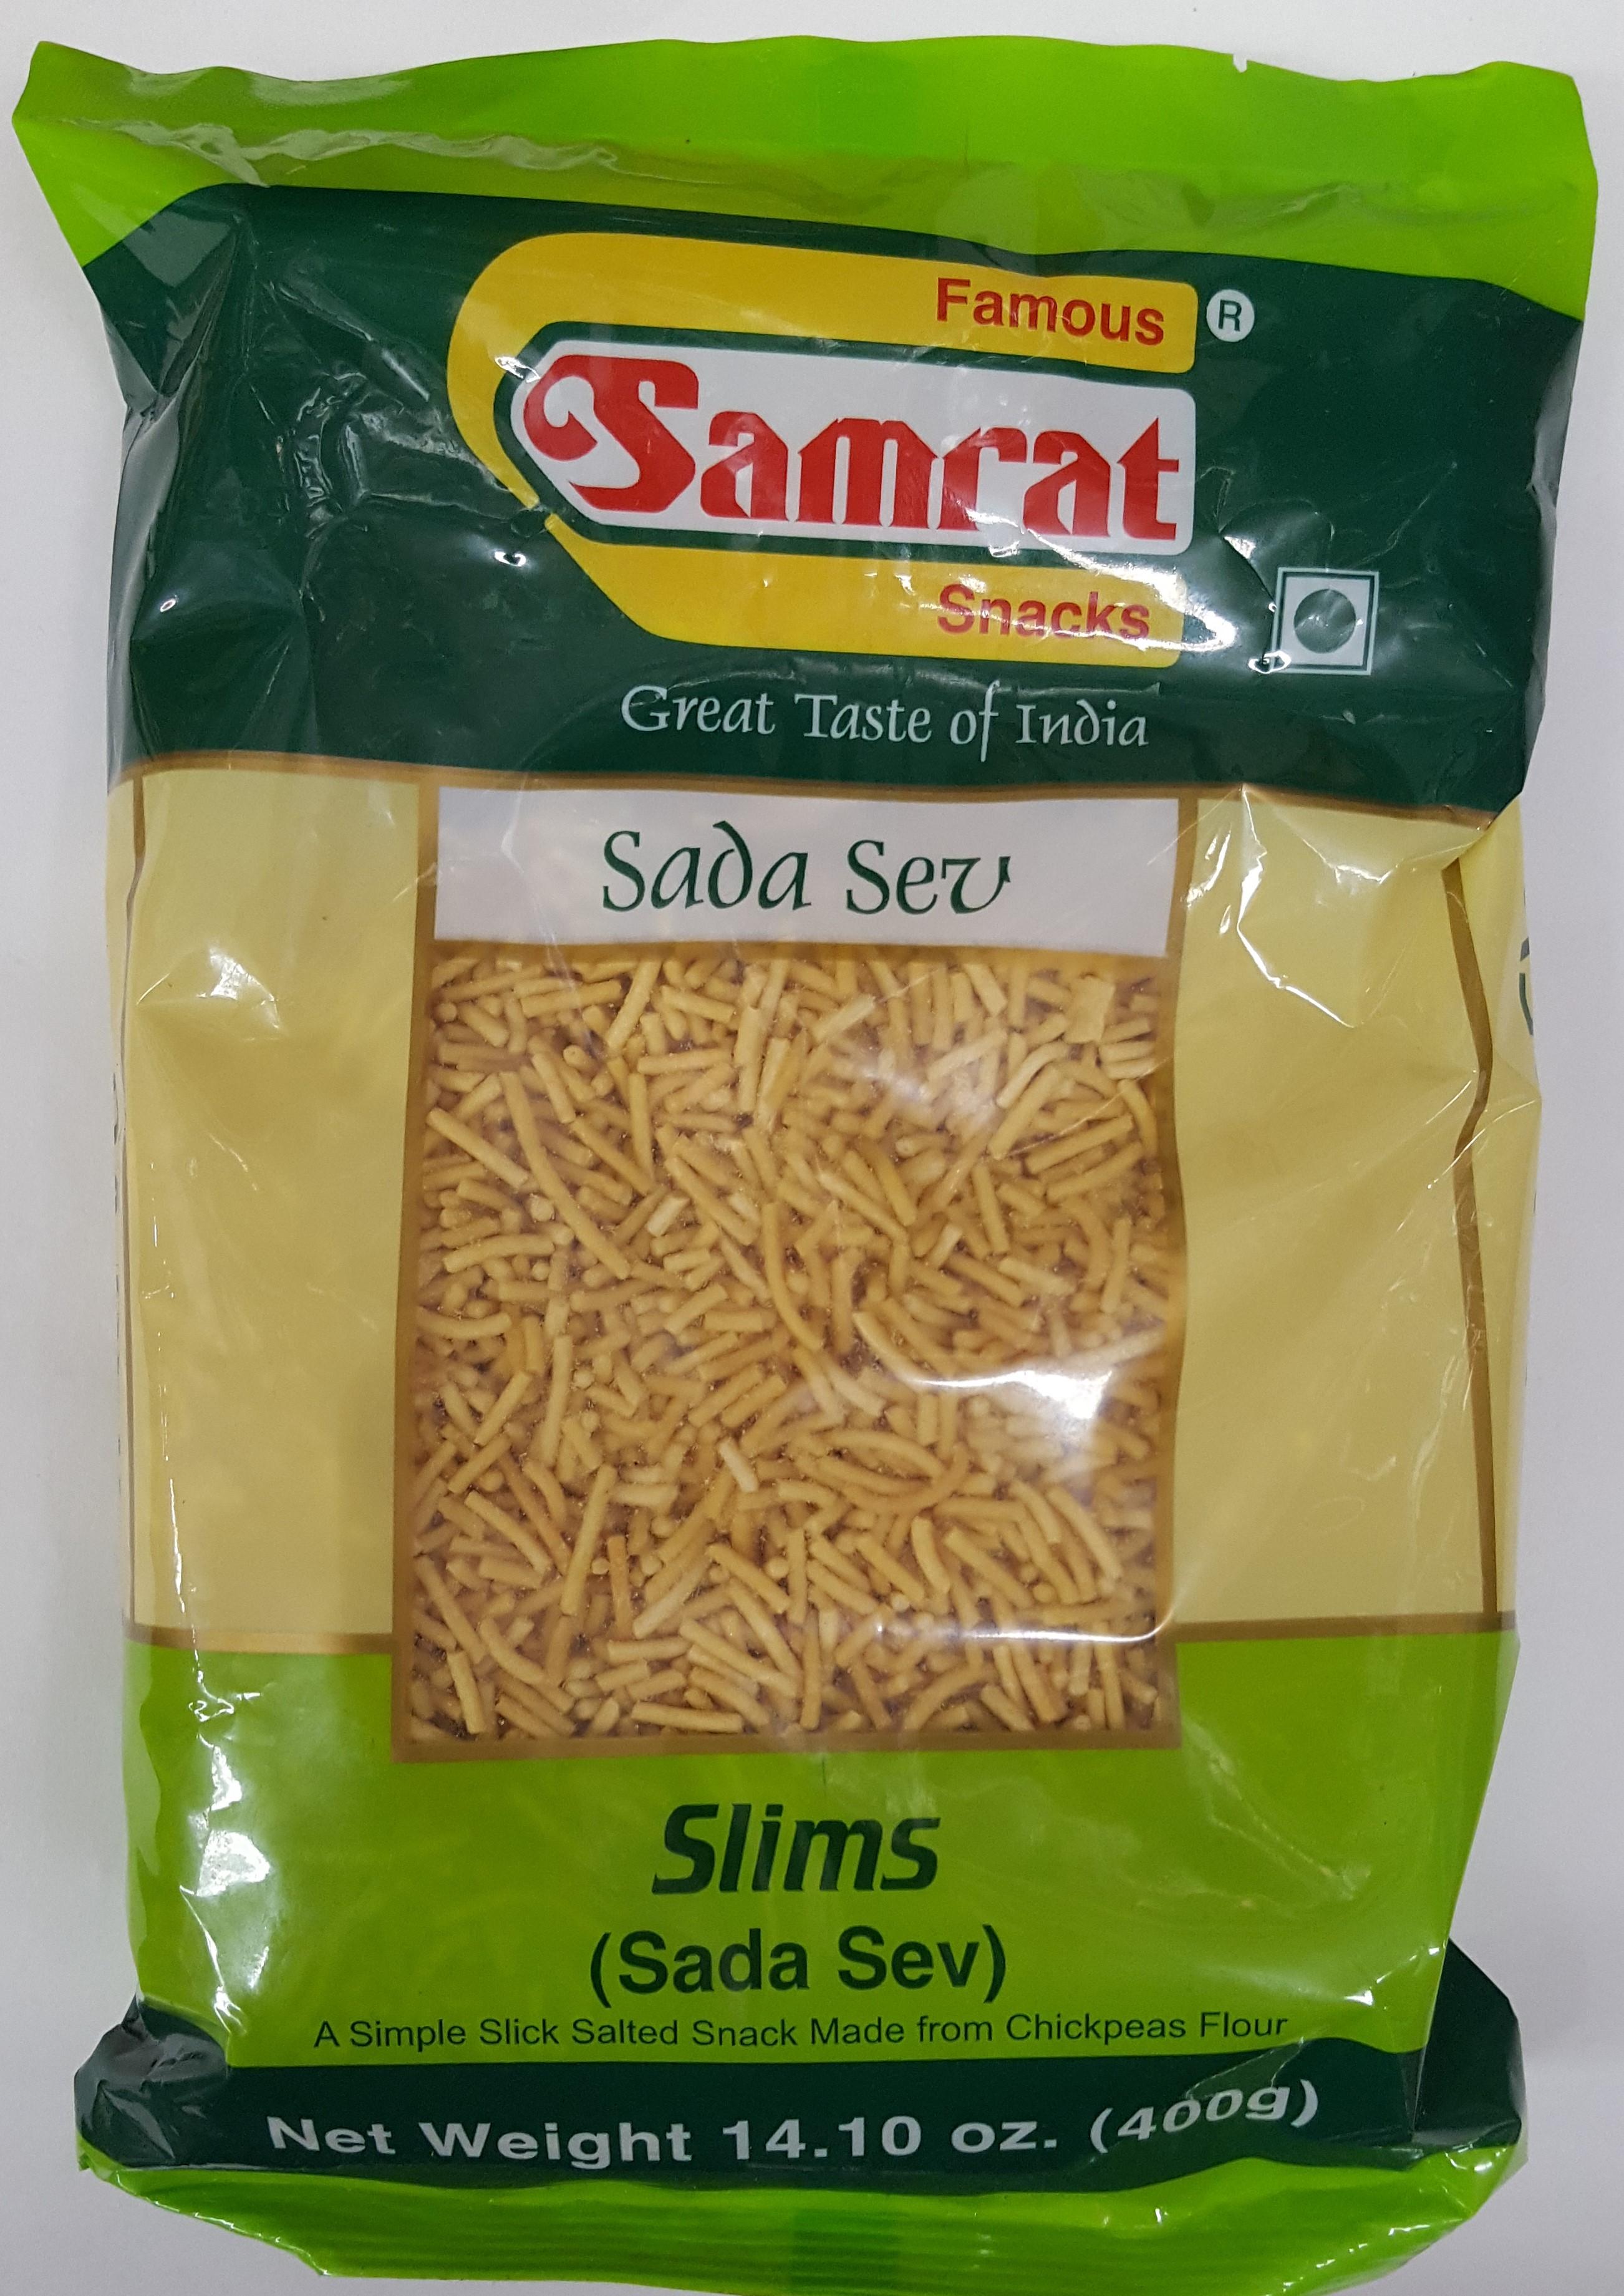 Famous
®
Samrat
Snacks
Great Taste of India
Sada Sev
Slims
(Sada Sev)
A Simple Slick Salted Snack Made from Chickpeas Flour
Net Weight 14.10 oz. (400g)